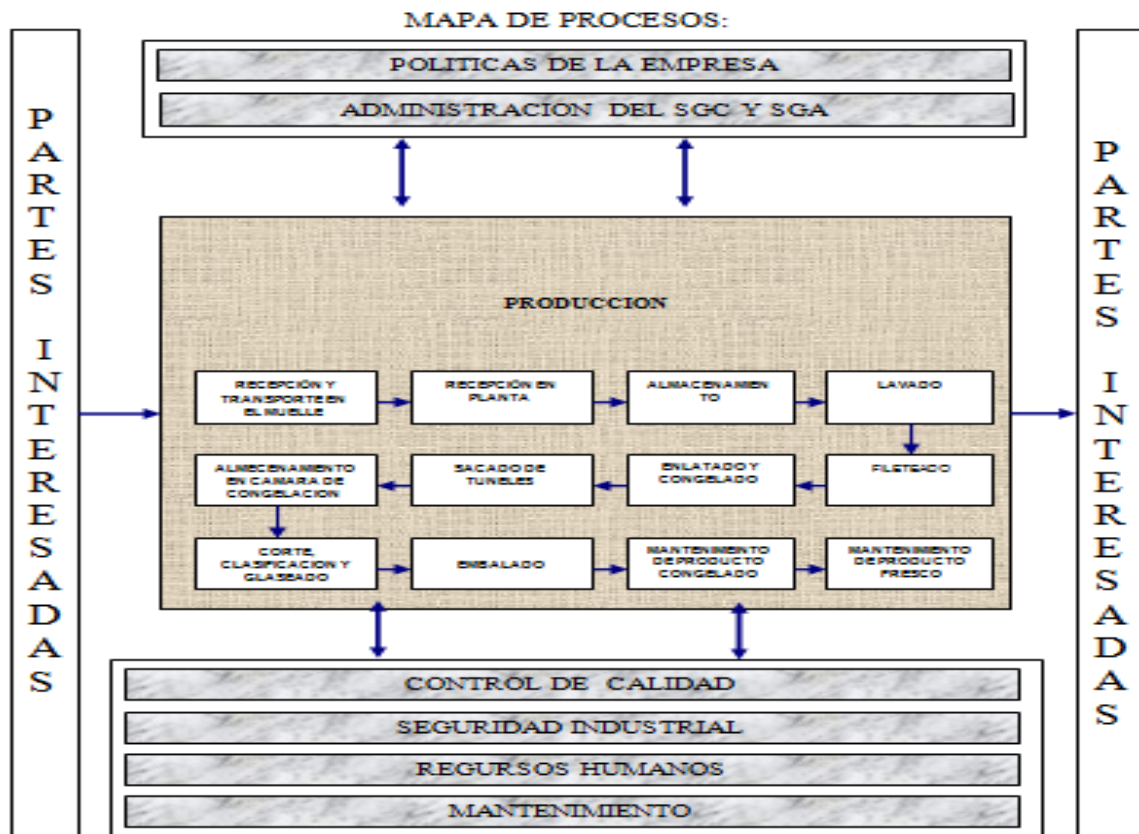 MAPA DE PROCESOS:
POLITICAS DE LA EMPRESA
ADMINISTRACIÓN DEL SGC Y SGA
PARTES INTERESADAS
PRODUCCION
RECEPCIÓN Y
TRANSPORTE EN
EL MUELLE
RECEPCIÓN EN
PLANTA
ALMACENAMIEN
TO
LAVADO
ALMECENAMIENTO
EN CAMARA DE
CONGELACION
SACADO DE
TUNELES
ENLATADO Y
CONGELADO
FILETEADO
CORTE,
CLASIFICACION Y
GLASEADO
EMBALADO
MANTENIMIENTO
DE PRODUCTO
CONGELADO
MANTENIMIENTO
DE PRODUCTO
FRESCO
PARTES INTERESADAS
CONTROL DE CALIDAD
SEGURIDAD INDUSTRIAL
REGURSOS HUMANOS
MANTENIMIENTO